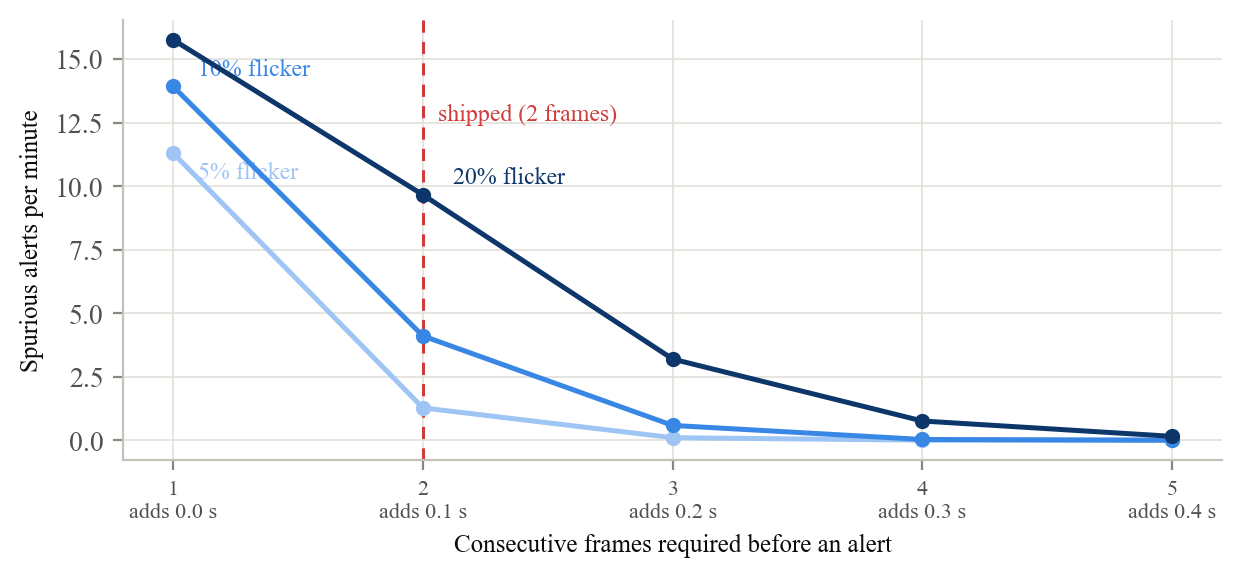 Spurious alerts per minute
15.0
12.5
10.0
7.5
5.0
2.5
0.0
10% flicker
shipped (2 frames)
5% flicker
20% flicker
1
adds 0.0 s
2
adds 0.1 s
3
adds 0.2 s
4
adds 0.3 s
5
adds 0.4 s
Consecutive frames required before an alert